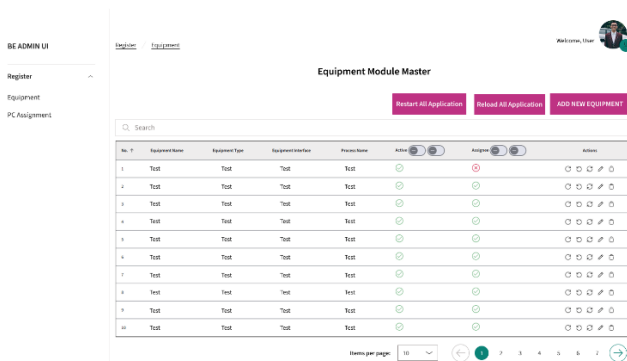 BE ADMIN UI
Register
Equipment
PC Assignment
Register / Equipment
Welcome, User
Equipment Module Master
Restart All Application
Reload All Application
ADD NEW EQUIPMENT
Search
No. ↑ Equipment Name Equipment Type Equipment Interface Process Name Active Assignee Actions
1 Test Test Test Test
2 Test Test Test Test
3 Test Test Test Test
4 Test Test Test Test
5 Test Test Test Test
6 Test Test Test Test
7 Test Test Test Test
8 Test Test Test Test
9 Test Test Test Test
10 Test Test Test Test
Items per page: 10 1 2 3 4 5 6 7